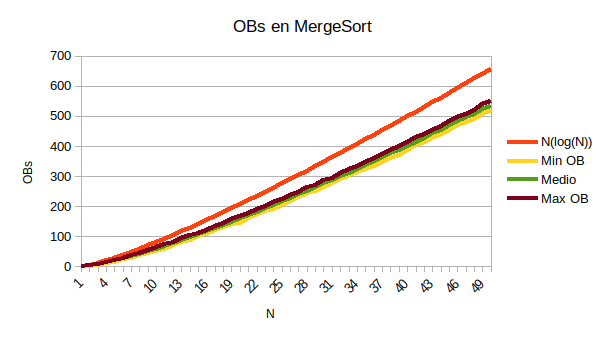 OBs en MergeSort
700
600
500
400
300
200
100
0
OBs
1 4 7 10 13 16 19 22 25 28 31 34 37 40 43 46 49
N
N(log(N))
Min OB
Medio
Max OB